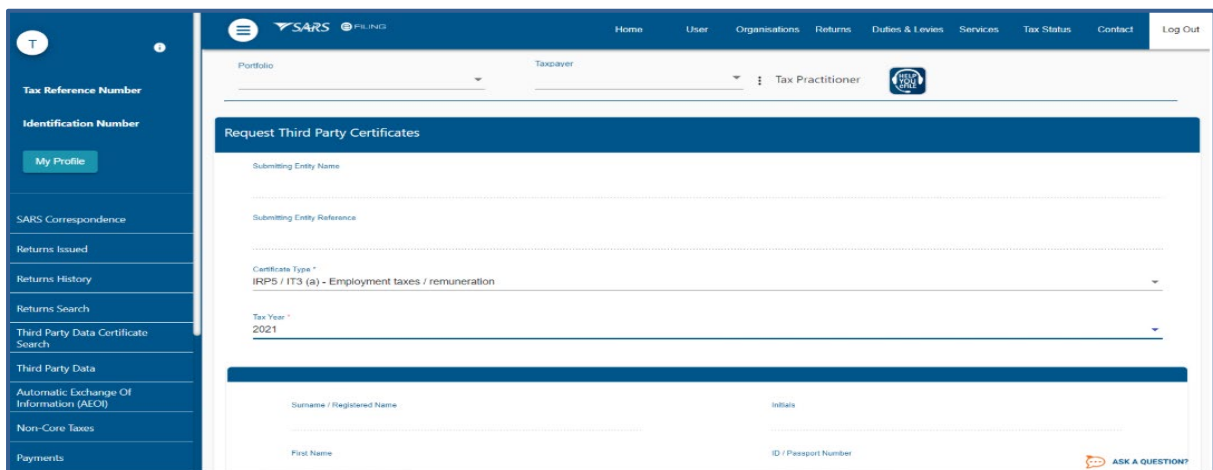 T
Tax Reference Number
Identification Number
My Profile
SARS Correspondence
Returns Issued
Returns History
Returns Search
Third Party Data Certificate
Search
Third Party Data
Automatic Exchange Of
Information (AEOI)
Non-Core Taxes
Payments
SARS eFILING
Home User Organisations Returns Duties & Levies Services Tax Status Contact Log Out
Portfolio Taxpayer
Tax Practitioner
HELP YOU eFILE
Request Third Party Certificates
Submitting Entity Name
Submitting Entity Reference
Certificate Type *
IRP5 / IT3 (a) - Employment taxes / remuneration
Tax Year *
2021
Surname / Registered Name Initials
First Name ID / Passport Number
ASK A QUESTION?